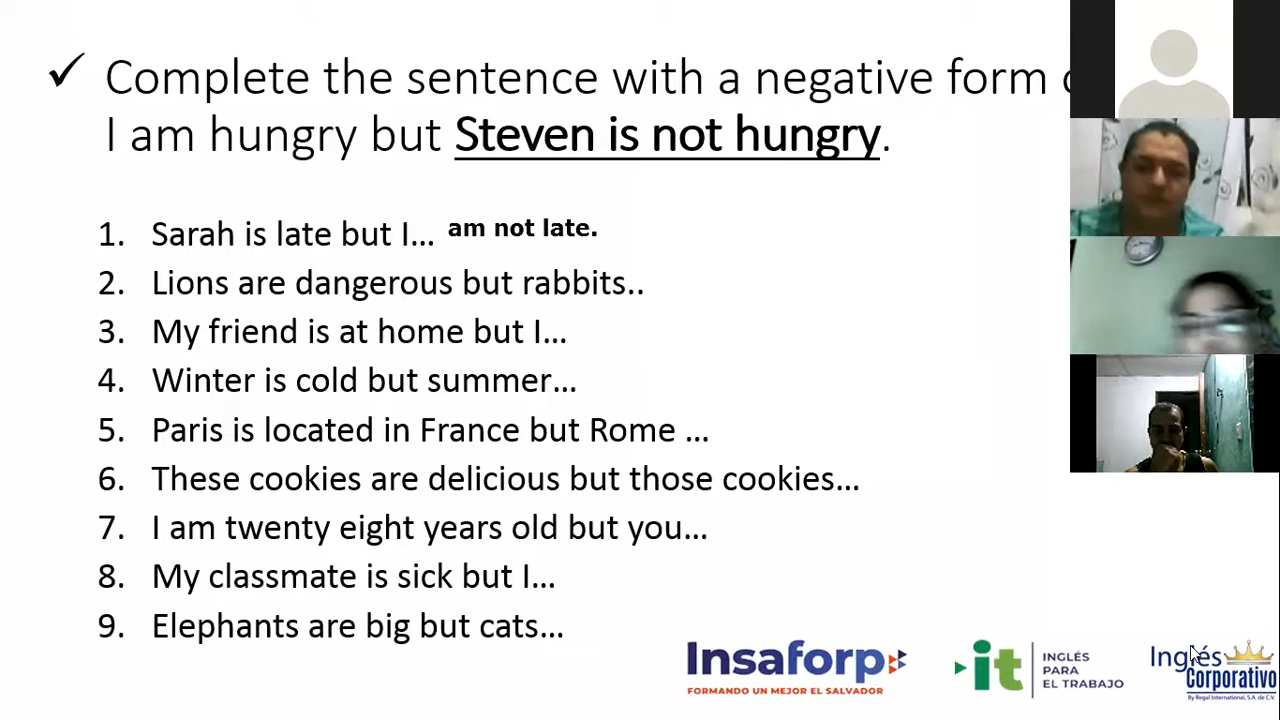 ✓ Complete the sentence with a negative form
I am hungry but Steven is not hungry.
1. Sarah is late but I... am not late.
2. Lions are dangerous but rabbits..
3. My friend is at home but I...
4. Winter is cold but summer...
5. Paris is located in France but Rome ...
6. These cookies are delicious but those cookies...
7. I am twenty eight years old but you...
8. My classmate is sick but I...
9. Elephants are big but cats...
Insaforp
FORMANDO UN MEJOR EL SALVADOR
it
INGLÉS
PARA
EL TRABAJO
Inglés
Corporativo
By Regal International, S.A. de C.V.